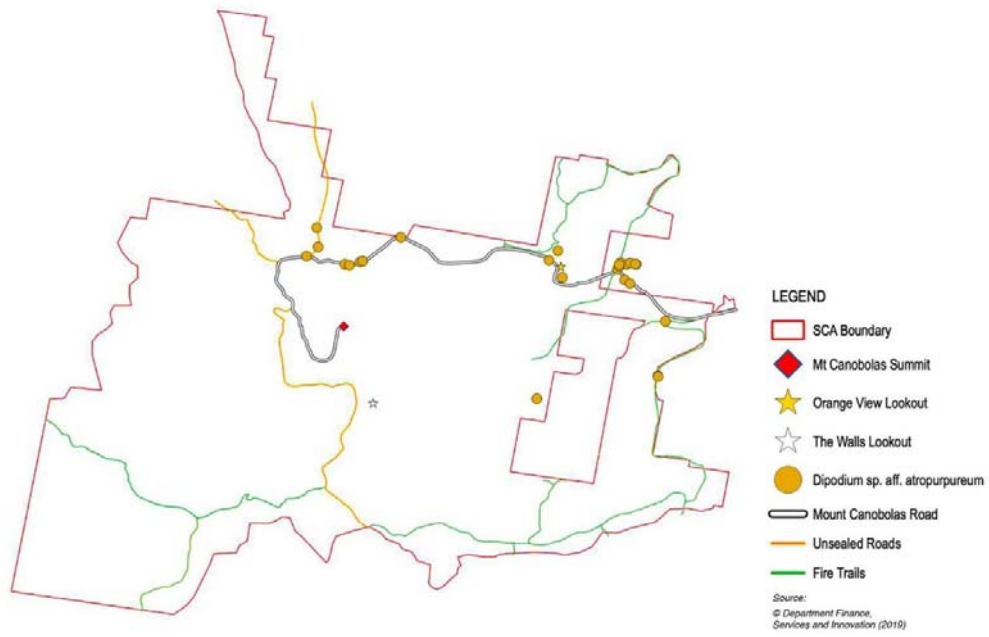 LEGEND
SCA Boundary
Mt Canobolas Summit
Orange View Lookout
The Walls Lookout
Dipodium sp. aff. atropurpureum
Mount Canobolas Road
Unsealed Roads
Fire Trails
Source:
© Department Finance,
Services and Innovation (2019)